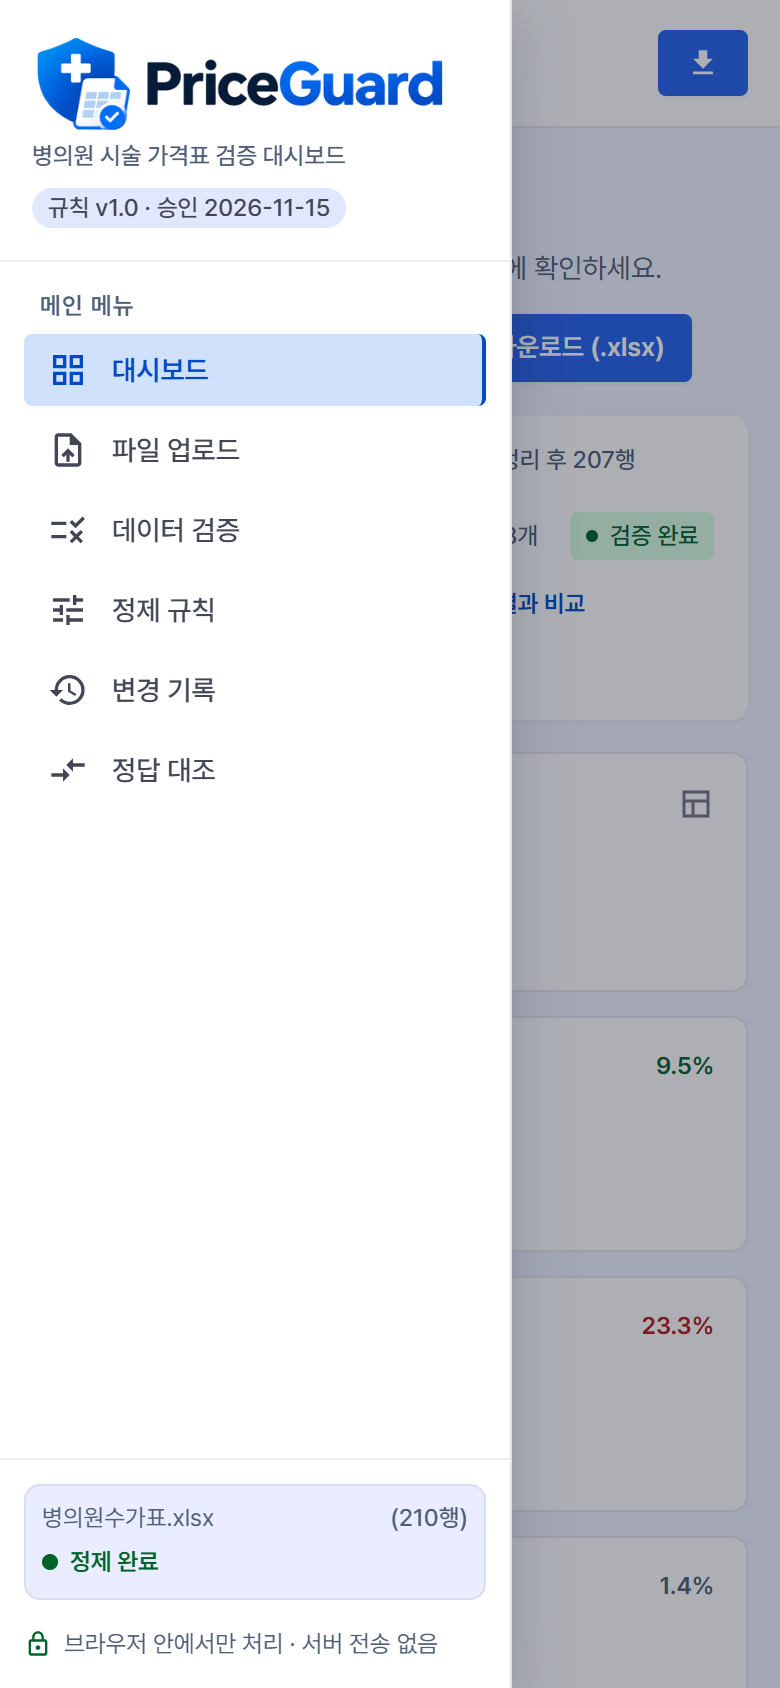 PriceGuard
병의원 시술 가격표 검증 대시보드
규칙 v1.0 · 승인 2026-11-15
메인 메뉴
대시보드
파일 업로드
데이터 검증
정제 규칙
변경 기록
정답 대조
병의원수가표.xlsx (210행)
정제 완료
브라우저 안에서만 처리 · 서버 전송 없음
확인하세요.
운로드 (.xlsx)
후 207행
개
검증 완료
비교
9.5%
23.3%
1.4%